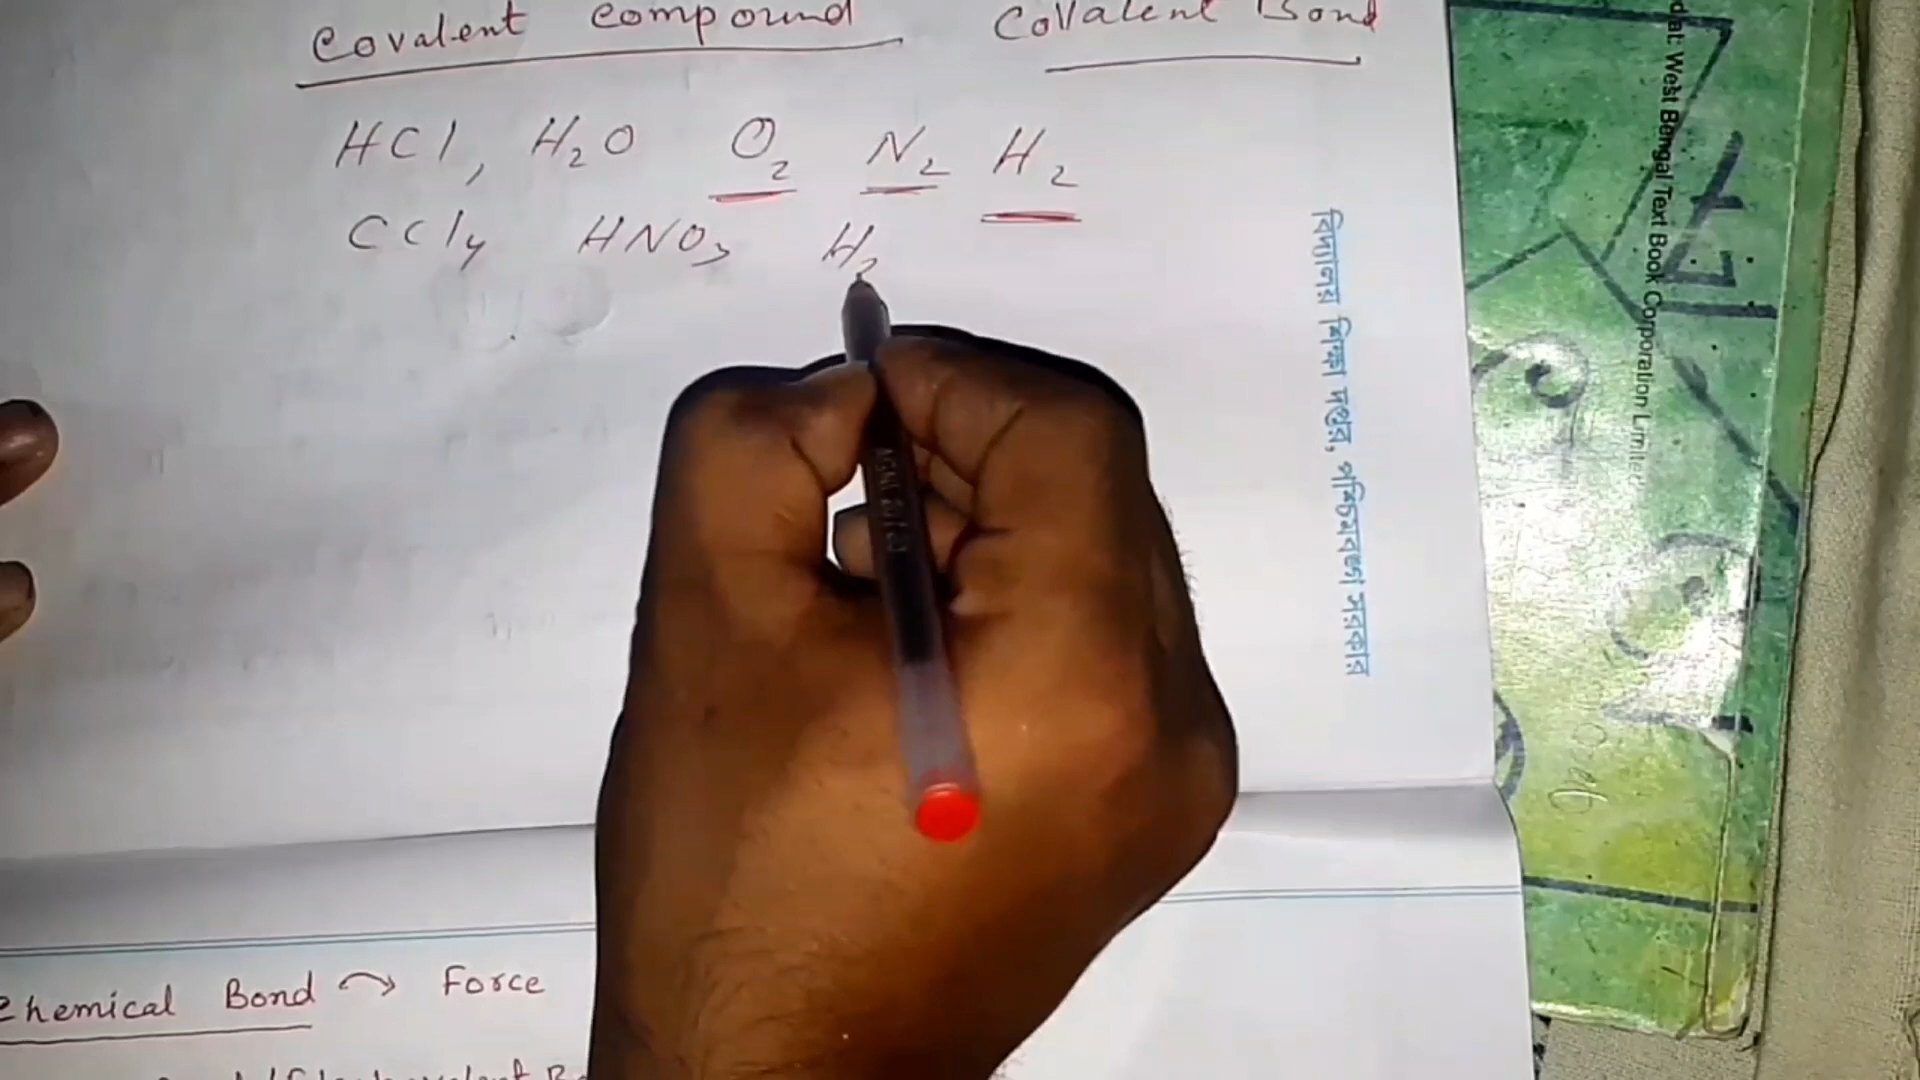 Covalent compound Covalent Bond
HCl, H2O O2 N2 H2
CCl4 HNO3 H2
Chemical Bond → Force
বিদ্যালয় শিক্ষা দপ্তর, পশ্চিমবঙ্গ সরকার
West Bengal Text Book Corporation Limited